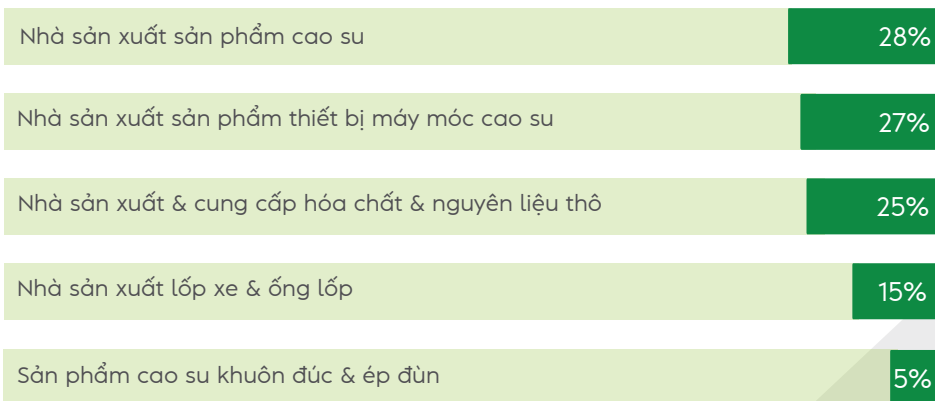 Nhà sản xuất sản phẩm cao su 28%
Nhà sản xuất sản phẩm thiết bị máy móc cao su 27%
Nhà sản xuất & cung cấp hóa chất & nguyên liệu thô 25%
Nhà sản xuất lốp xe & ống lốp 15%
Sản phẩm cao su khuôn đúc & ép đùn 5%